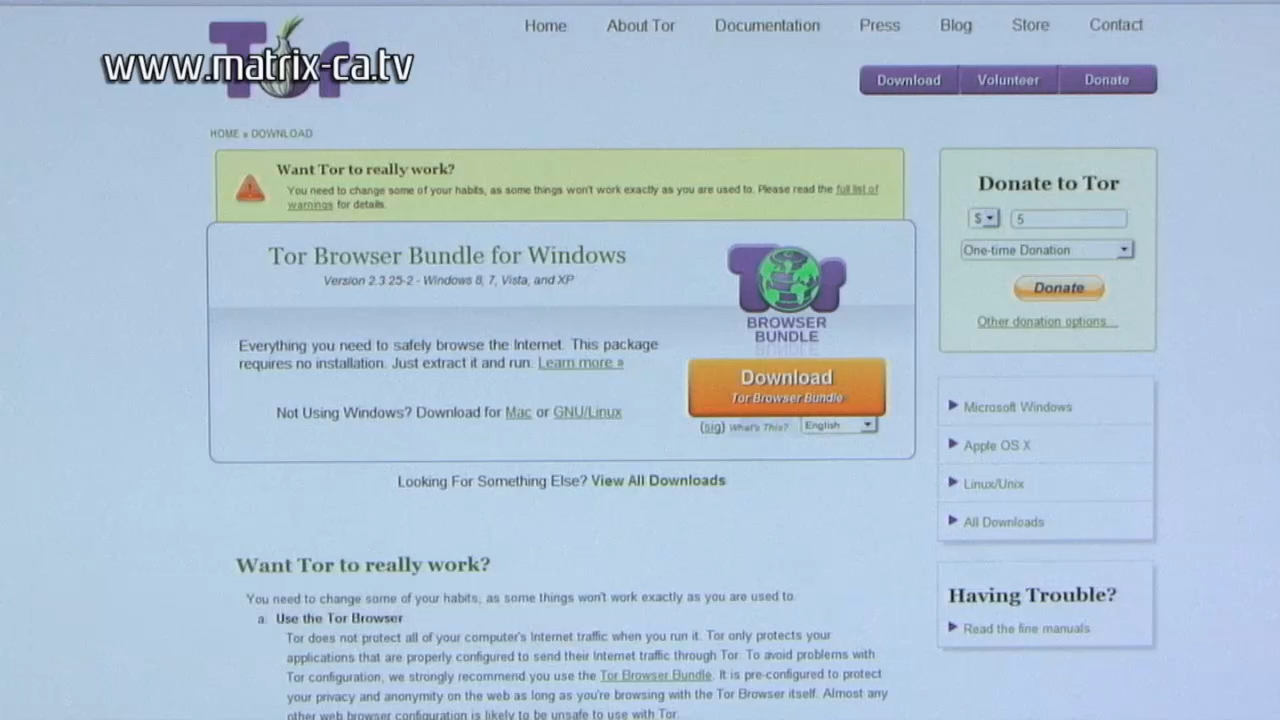 Home About Tor Documentation Press Blog Store Contact
Tor
www.matrix-ca.tv
Download Volunteer Donate
HOME » DOWNLOAD
Want Tor to really work?
You need to change some of your habits, as some things won't work exactly as you are used to. Please read the full list of
warnings for details.
Donate to Tor
$ 5
One-time Donation
Donate
Other donation options...
Tor Browser Bundle for Windows
Version 2.3.25-2 - Windows 8, 7, Vista, and XP
Tor
BROWSER
BUNDLE
Everything you need to safely browse the Internet. This package
requires no installation. Just extract it and run. Learn more »
Download
Tor Browser Bundle
Not Using Windows? Download for Mac or GNU/Linux
(sig) What's This? English
Microsoft Windows
Apple OS X
Linux/Unix
All Downloads
Looking For Something Else? View All Downloads
Having Trouble?
Read the fine manuals
Want Tor to really work?
You need to change some of your habits, as some things won't work exactly as you are used to.
a. Use the Tor Browser
Tor does not protect all of your computer's Internet traffic when you run it. Tor only protects your
applications that are properly configured to send their Internet traffic through Tor. To avoid problems with
Tor configuration, we strongly recommend you use the Tor Browser Bundle. It is pre-configured to protect
your privacy and anonymity on the web as long as you're browsing with the Tor Browser itself. Almost any
other web browser configuration is likely to be unsafe to use with Tor.